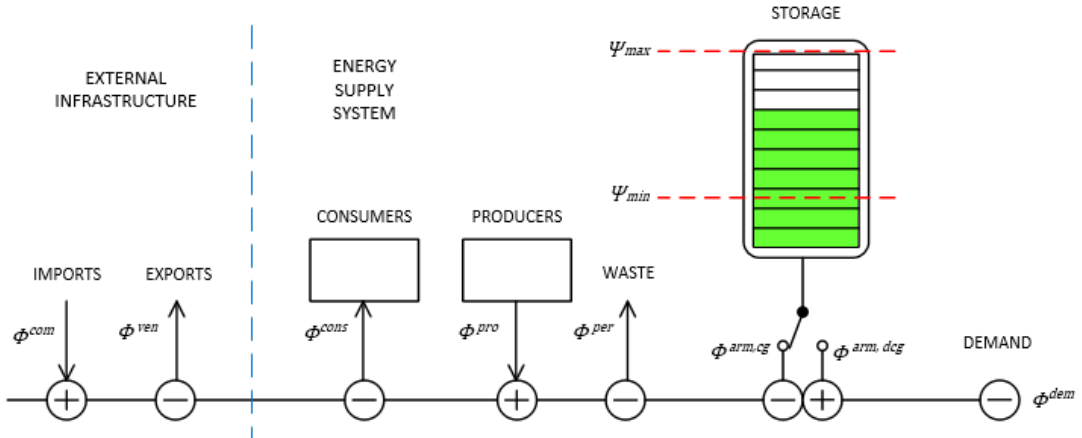 STORAGE
Ψmax
EXTERNAL
INFRASTRUCTURE
ENERGY
SUPPLY
SYSTEM
Ψmin
CONSUMERS
PRODUCERS
IMPORTS
EXPORTS
WASTE
Φcom
Φven
Φcons
Φpro
Φper
Φarm,cg
Φarm, dcg
DEMAND
+
−
−
+
−
−
+
−
Φdem